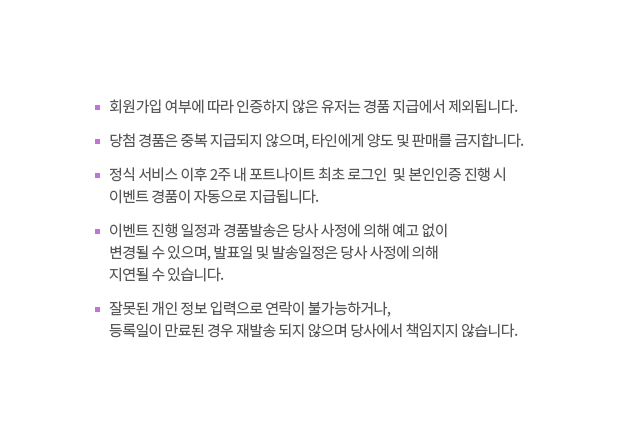 회원가입 여부에 따라 인증하지 않은 유저는 경품 지급에서 제외됩니다.
당첨 경품은 중복 지급되지 않으며, 타인에게 양도 및 판매를 금지합니다.
정식 서비스 이후 2주 내 포트나이트 최초 로그인 및 본인인증 진행 시
이벤트 경품이 자동으로 지급됩니다.
이벤트 진행 일정과 경품발송은 당사 사정에 의해 예고 없이
변경될 수 있으며, 발표일 및 발송일정은 당사 사정에 의해
지연될 수 있습니다.
잘못된 개인 정보 입력으로 연락이 불가능하거나,
등록일이 만료된 경우 재발송 되지 않으며 당사에서 책임지지 않습니다.